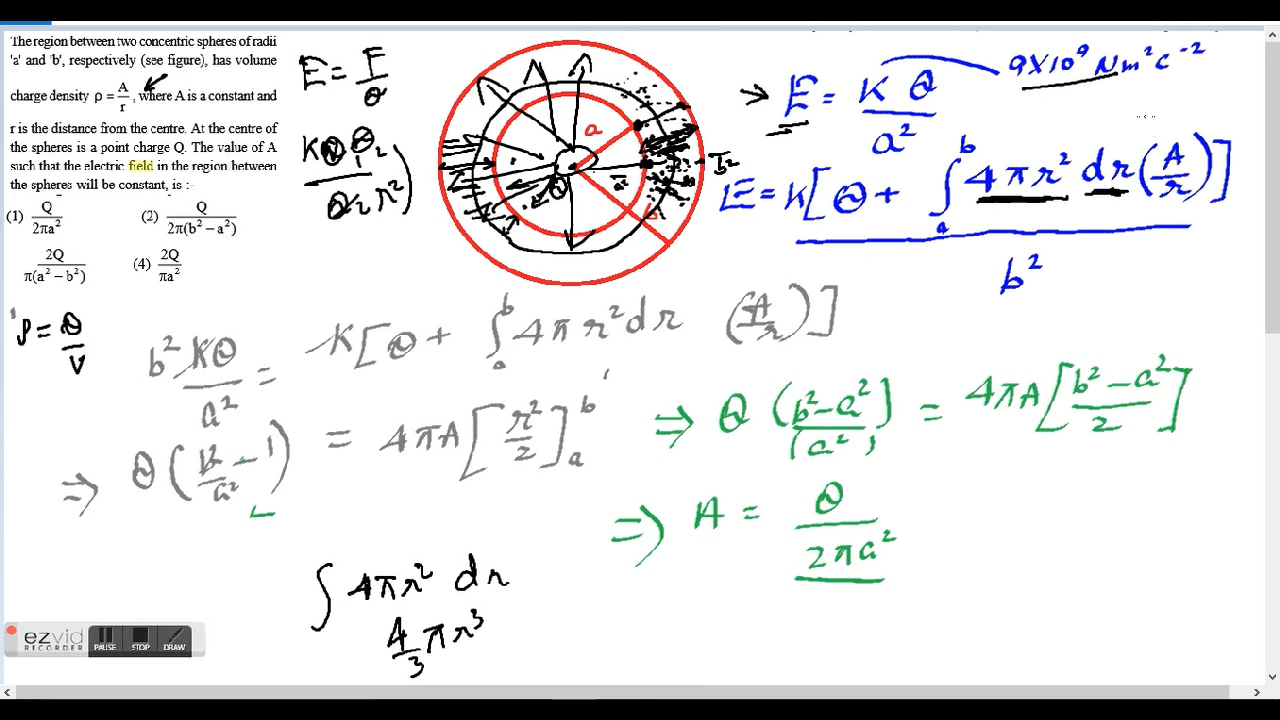 The region between two concentric spheres of radii
'a' and 'b', respectively (see figure), has volume
charge density ρ = A/r, where A is a constant and
r is the distance from the centre. At the centre of
the spheres is a point charge Q. The value of A
such that the electric field in the region between
the spheres will be constant, is :-
(1) Q/2πa²
(2) Q/2π(b² − a²)
2Q/π(a² − b²)
(4) 2Q/πa²
E = F/Q
a
b
Q
E = KQ/a²
9×10⁹ Nm²C⁻²
E = K[Q + ∫ₐᵇ 4πr² dr (A/r)]/b²
ρ = Q/V
b² KQ/a² = K[Q + ∫ₐᵇ 4πr² dr (A/r)]
⇒ Q(b²/a² − 1) = 4πA[r²/2]ₐᵇ
⇒ Q(b²−a²)/(a²) = 4πA[b²−a²/2]
⇒ A = Q/2πa²
∫ 4πr² dr
4/3 πr³
ezvid
RECORDER
PAUSE
STOP
DRAW